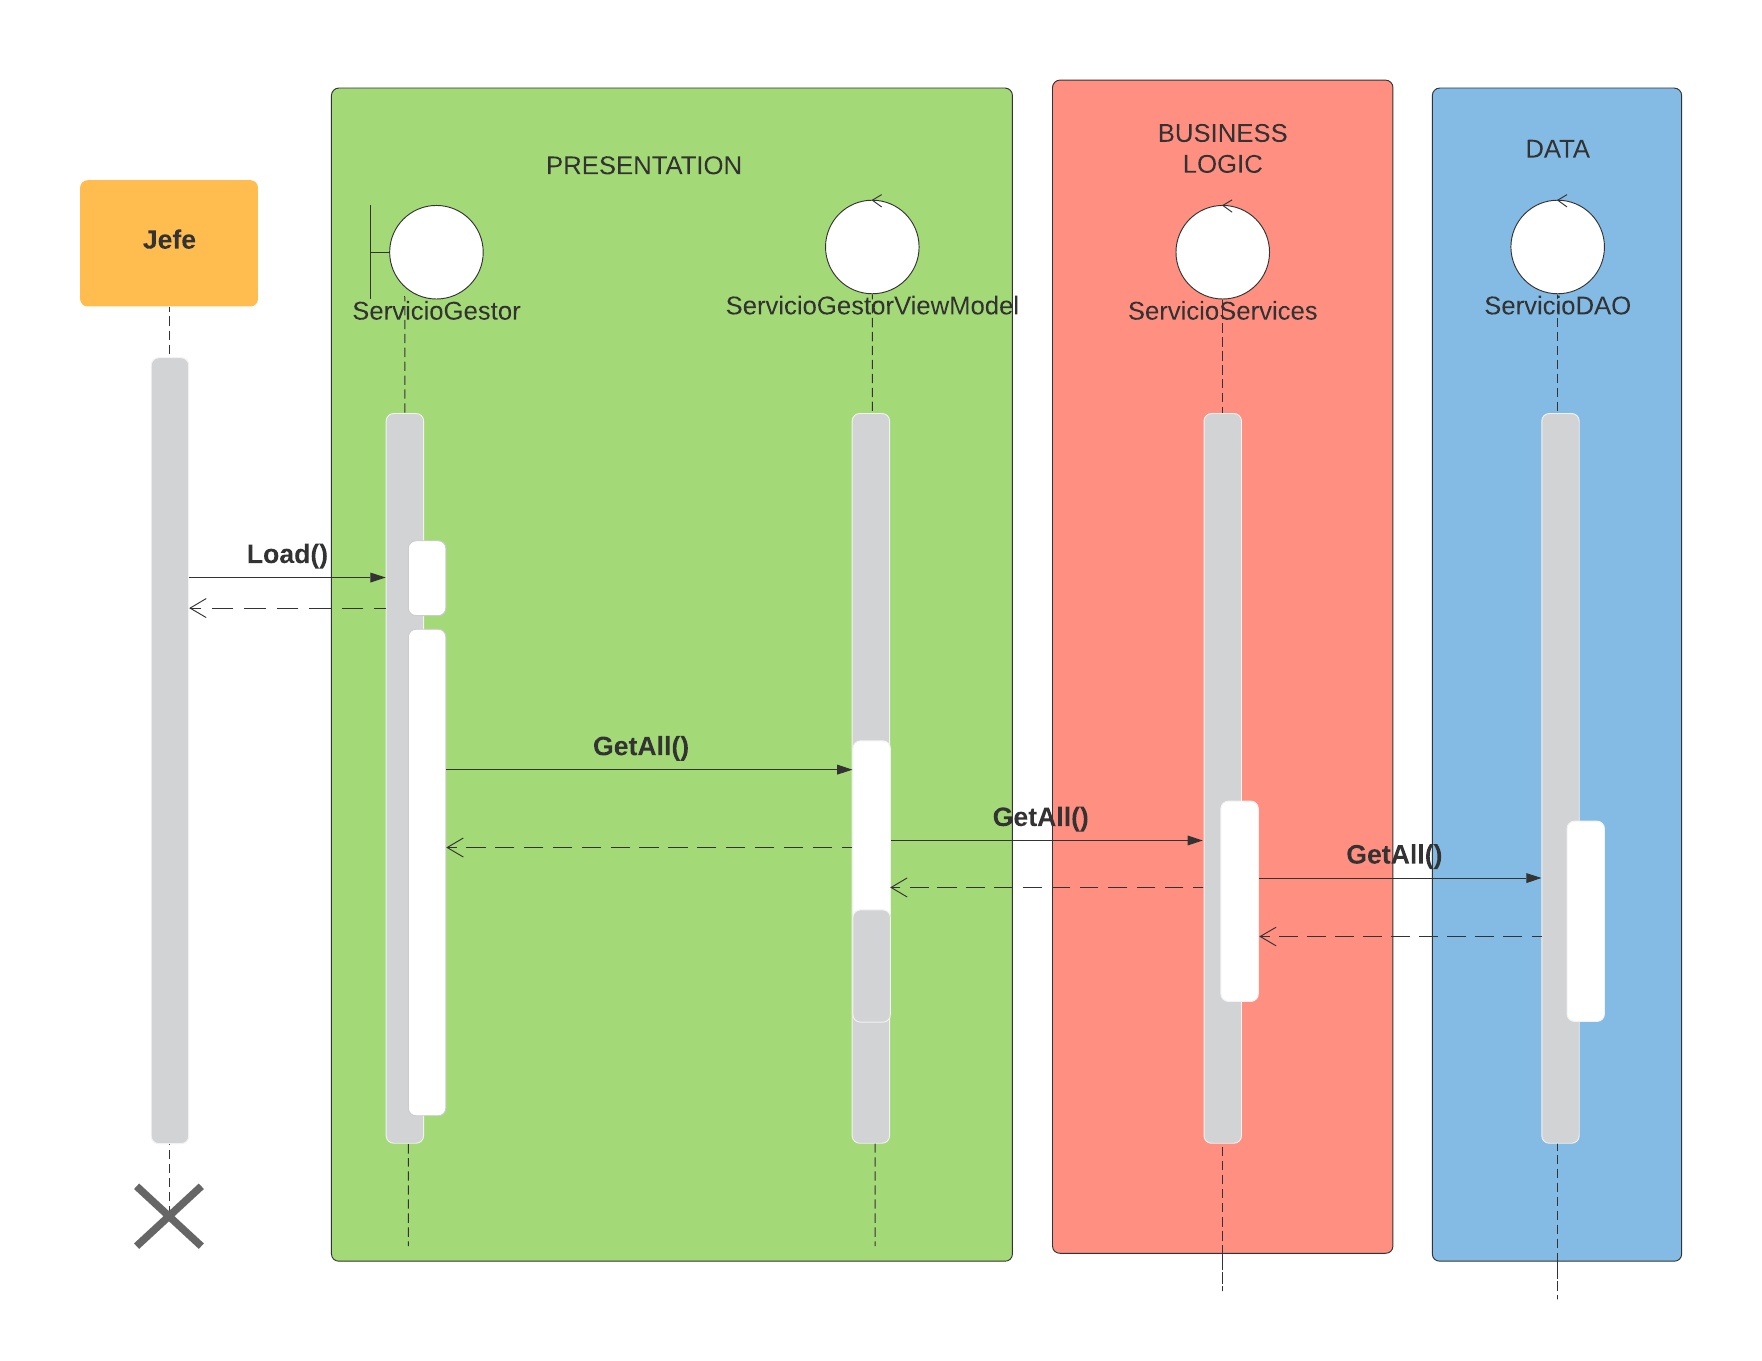 PRESENTATION
BUSINESS
LOGIC
DATA
Jefe
ServicioGestor
ServicioGestorViewModel
ServicioServices
ServicioDAO
Load()
GetAll()
GetAll()
GetAll()